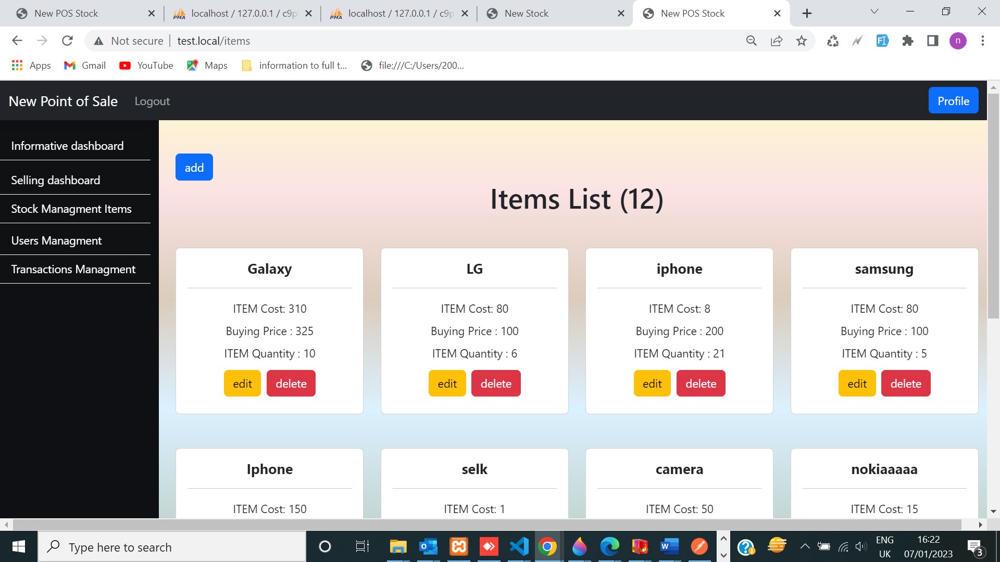 New POS Stock
localhost / 127.0.0.1 / c9p
localhost / 127.0.0.1 / c9p
New Stock
New POS Stock
Not secure
test.local/items
n
Apps
Gmail
YouTube
Maps
information to full t...
file:///C:/Users/200...
New Point of Sale
Logout
Profile
Informative dashboard
Selling dashboard
Stock Managment Items
Users Managment
Transactions Managment
add
Items List (12)
Galaxy
ITEM Cost: 310
Buying Price : 325
ITEM Quantity : 10
edit
delete
LG
ITEM Cost: 80
Buying Price : 100
ITEM Quantity : 6
edit
delete
iphone
ITEM Cost: 8
Buying Price : 200
ITEM Quantity : 21
edit
delete
samsung
ITEM Cost: 80
Buying Price : 100
ITEM Quantity : 5
edit
delete
Iphone
ITEM Cost: 150
selk
ITEM Cost: 1
camera
ITEM Cost: 50
nokiaaaaa
ITEM Cost: 15
Type here to search
ENG
UK
16:22
07/01/2023
3